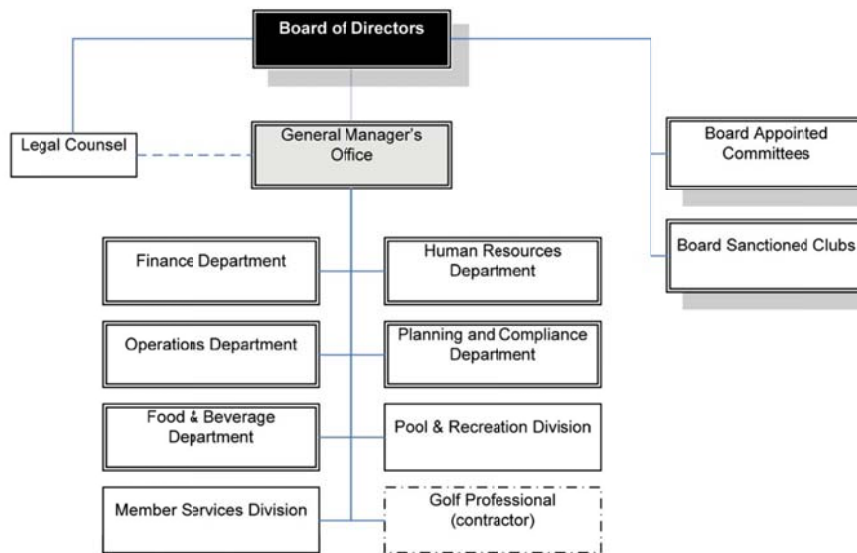 Board of Directors
Legal Counsel
General Manager's
Office
Board Appointed
Committees
Board Sanctioned Clubs
Finance Department
Human Resources
Department
Operations Department
Planning and Compliance
Department
Food & Beverage
Department
Pool & Recreation Division
Member Services Division
Golf Professional
(contractor)